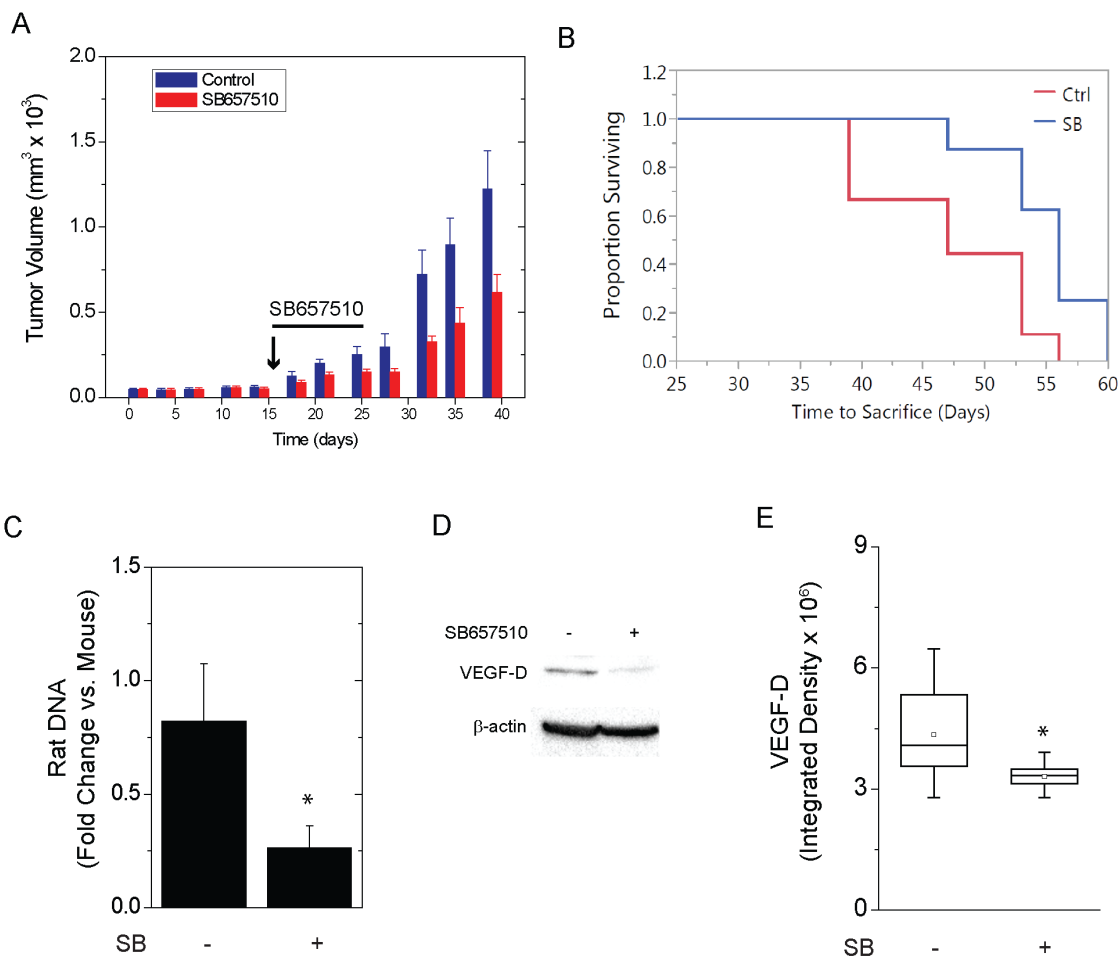 A
Tumor Volume (mm³ x 10³)
2.0
1.5
1.0
0.5
0.0
Control
SB657510
SB657510
0 5 10 15 20 25 30 35 40
Time (days)
B
Proportion Surviving
1.2
1.0
0.8
0.6
0.4
0.2
0.0
Ctrl
SB
25 30 35 40 45 50 55 60
Time to Sacrifice (Days)
C
Rat DNA
(Fold Change vs. Mouse)
1.5
1.0
0.5
0.0
*
SB - +
D
SB657510 - +
VEGF-D
β-actin
E
VEGF-D
(Integrated Density x 10⁶)
9
6
3
0
*
SB - +